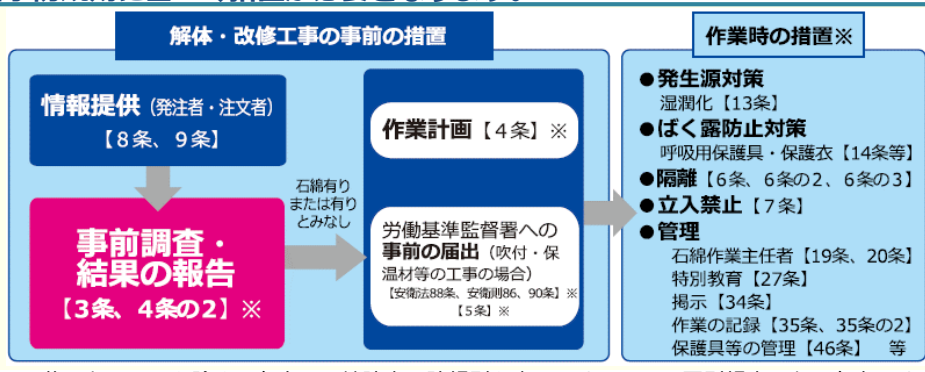 解体・改修工事の事前の措置
情報提供（発注者・注文者）
【８条、９条】
事前調査・
結果の報告
【３条、４条の２】※
石綿有り
または有り
とみなし
作業計画【４条】※
労働基準監督署への
事前の届出（吹付・保
温材等の工事の場合）
【安衛法88条、安衛則86、90条】※
【５条】※
作業時の措置※
●発生源対策
湿潤化【13条】
●ばく露防止対策
呼吸用保護具・保護衣【14条等】
●隔離【６条、６条の２、６条の３】
●立入禁止【７条】
●管理
石綿作業主任者【19条、20条】
特別教育【27条】
掲示【34条】
作業の記録【35条、35条の２】
保護具等の管理【46条】　等